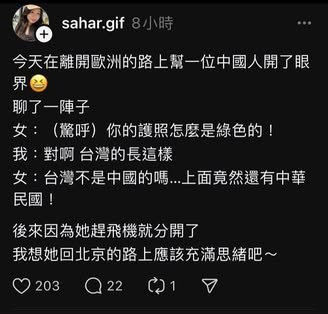 sahar.gif 8小時
今天在離開歐洲的路上幫一位中國人開了眼
界😆
聊了一陣子
女：（驚呼）你的護照怎麼是綠色的！
我：對啊 台灣的長這樣
女：台灣不是中國的嗎...上面竟然還有中華
民國！
後來因為她趕飛機就分開了
我想她回北京的路上應該充滿思緒吧～
203 22 1